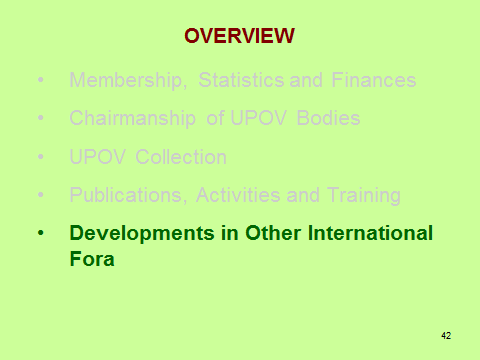 OVERVIEW
• Membership, Statistics and Finances
• Chairmanship of UPOV Bodies
• UPOV Collection
• Publications, Activities and Training
• Developments in Other International
Fora
42